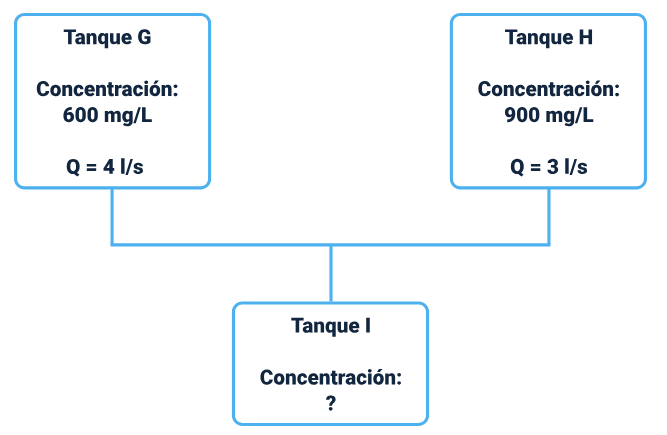 Tanque G
Concentración:
600 mg/L
Q = 4 l/s
Tanque H
Concentración:
900 mg/L
Q = 3 l/s
Tanque I
Concentración:
?